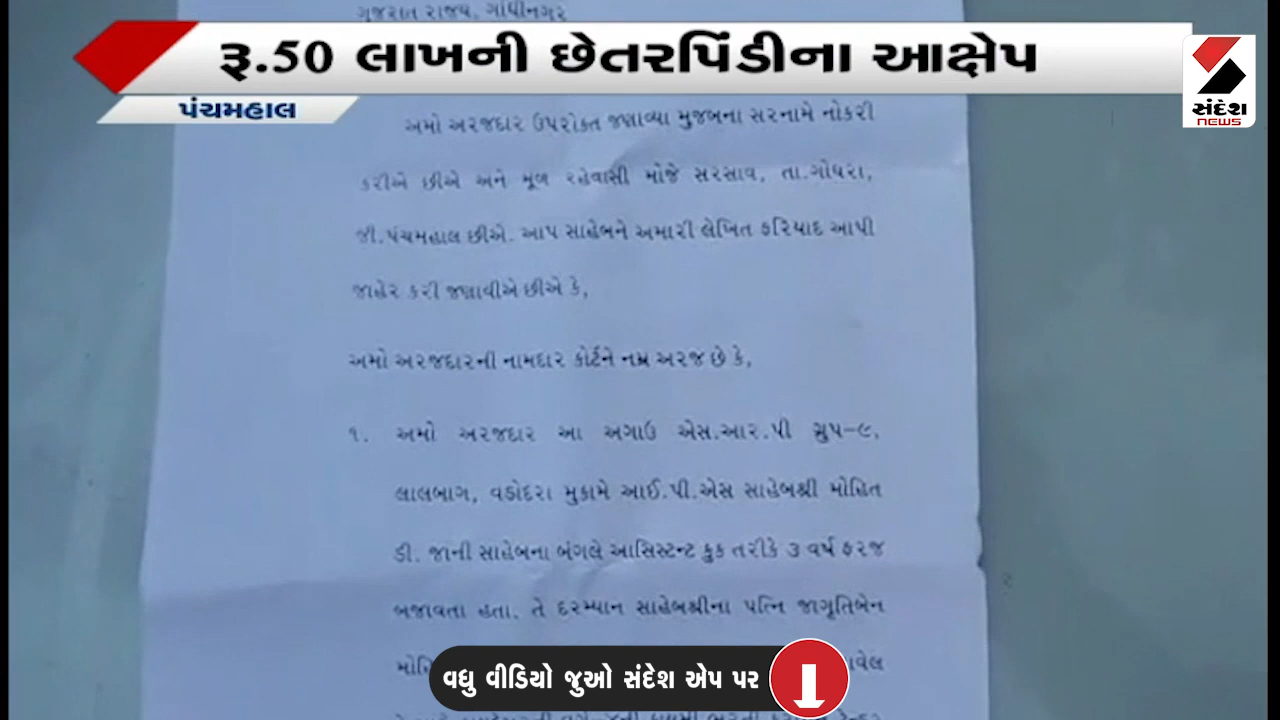 ગુજરાત રાજ્ય, ગાંધીનગર
રૂ.50 લાખની છેતરપિંડીના આક્ષેપ
સંદેશ
NEWS
પંચમહાલ
અમો અરજદાર ઉપરોક્ત જણાવ્યા મુજબના સરનામે નોકરી
કરીએ છીએ અને મૂળ રહેવાસી મોજે સરસાવ, તા.ગોધરા,
જી.પંચમહાલ છીએ. આપ સાહેબને અમારી લેખિત ફરિયાદ આપી
જાહેર કરી જણાવીએ છીએ કે,
અમો અરજદારની નામદાર કોર્ટને નમ્ર અરજ છે કે,
૧. અમો અરજદાર આ અગાઉ એસ.આર.પી ગ્રુપ-૯,
લાલબાગ, વડોદરા મુકામે આઈ.પી.એસ સાહેબશ્રી મોહિત
ડી. જાની સાહેબના બંગલે આસિસ્ટન્ટ કુક તરીકે ૩ વર્ષ ફરજ
બજાવતા હતા. તે દરમ્યાન સાહેબશ્રીના પત્નિ જાગૃતિબેન
વધુ વીડિયો જુઓ સંદેશ એપ પર